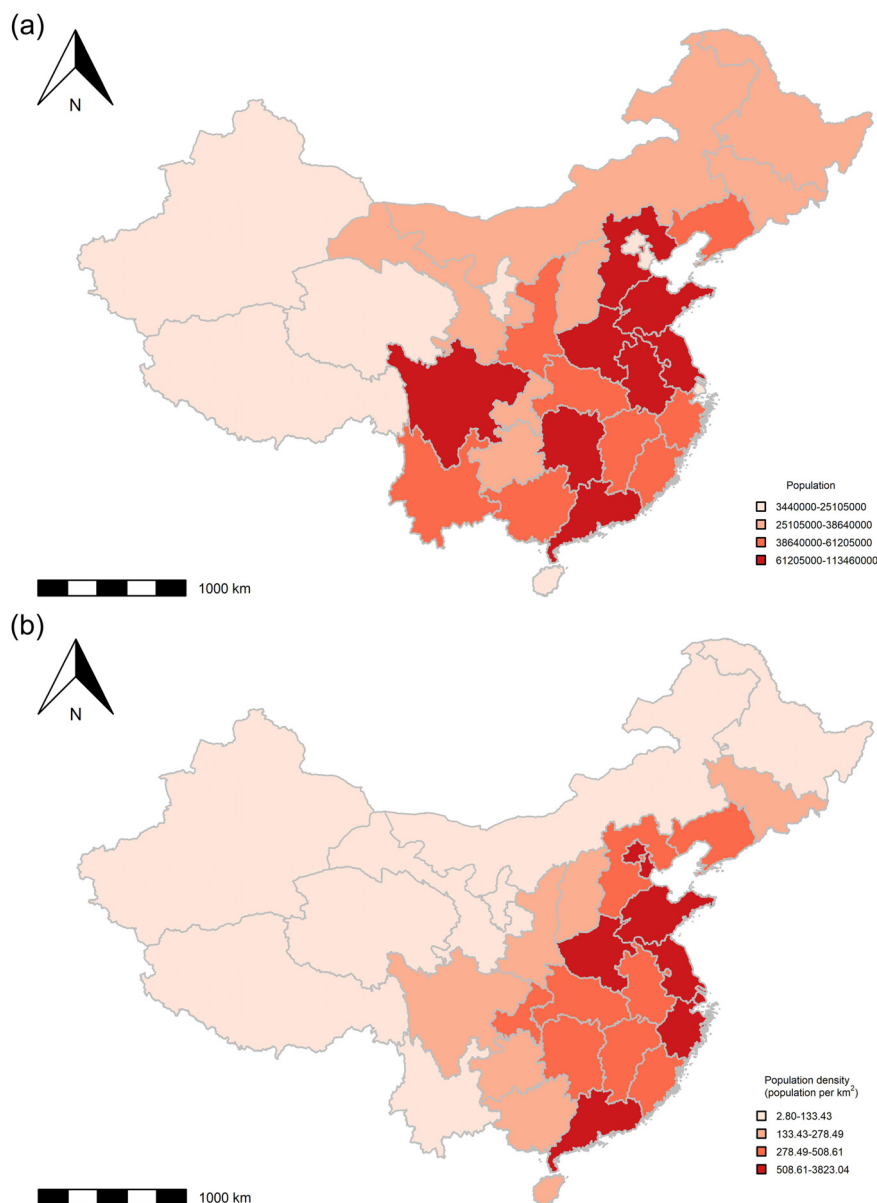 (a)
N
Population
3440000-25105000
25105000-38640000
38640000-61205000
61205000-113460000
1000 km
(b)
N
Population density
(population per km²)
2.80-133.43
133.43-278.49
278.49-508.61
508.61-3823.04
1000 km